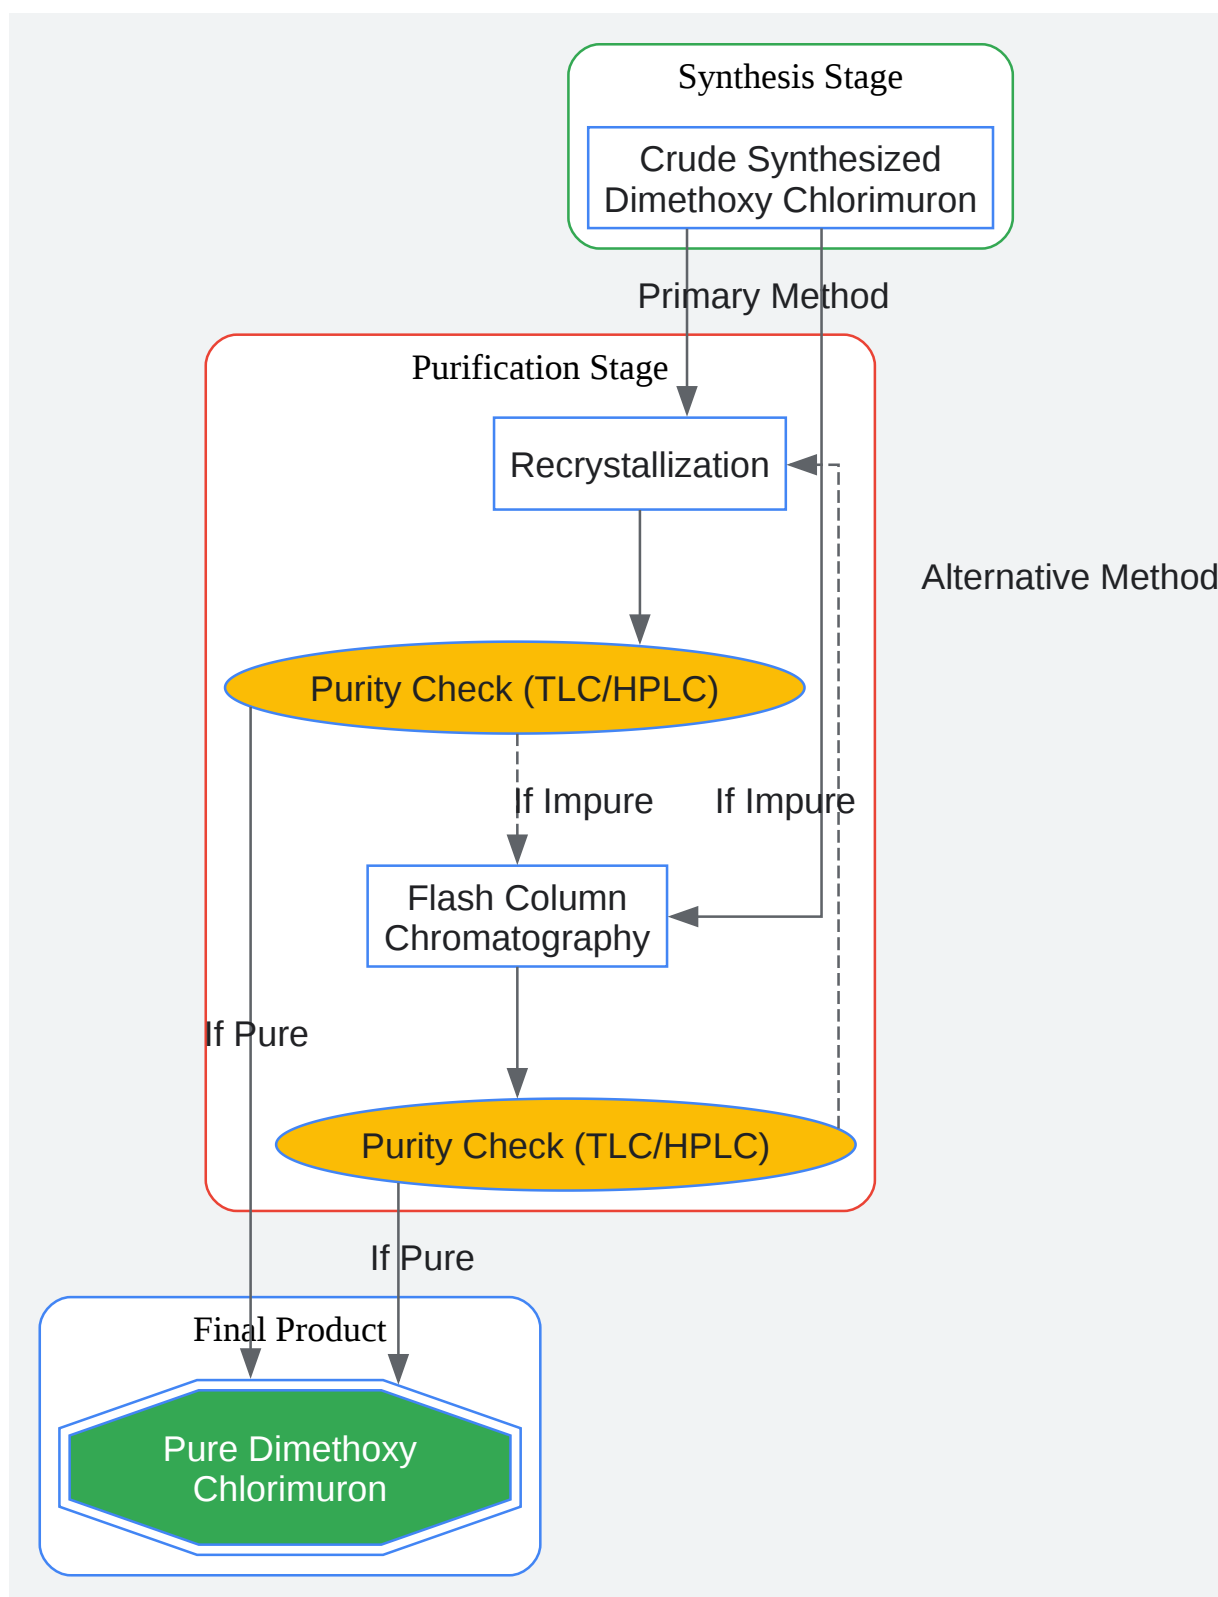 Synthesis Stage
Crude Synthesized
Dimethoxy Chlorimuron
Primary Method
Purification Stage
Recrystallization
Alternative Method
Purity Check (TLC/HPLC)
If Impure
If Impure
Flash Column
Chromatography
If Pure
Purity Check (TLC/HPLC)
If Pure
Final Product
Pure Dimethoxy
Chlorimuron